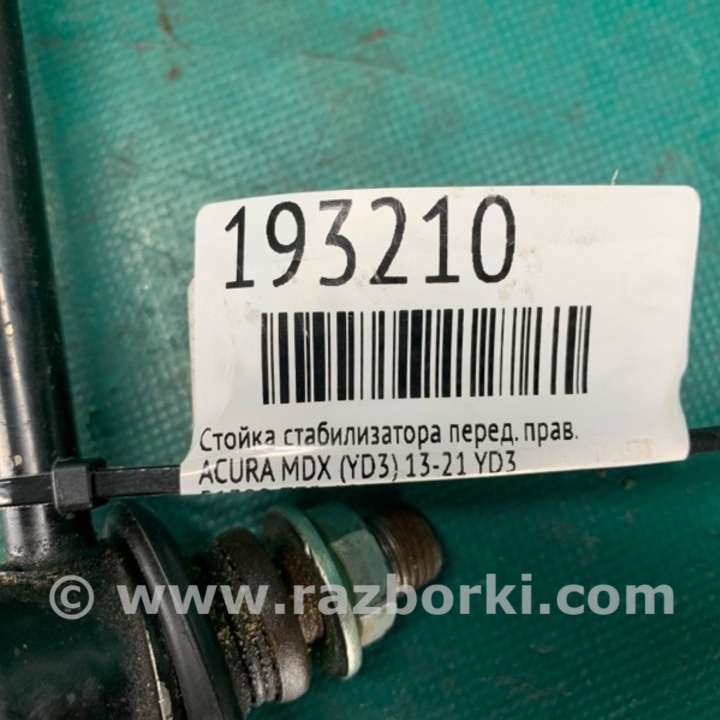 193210
Стойка стабилизатора перед. прав.
ACURA MDX (YD3) 13-21 YD3
© www.razborki.com